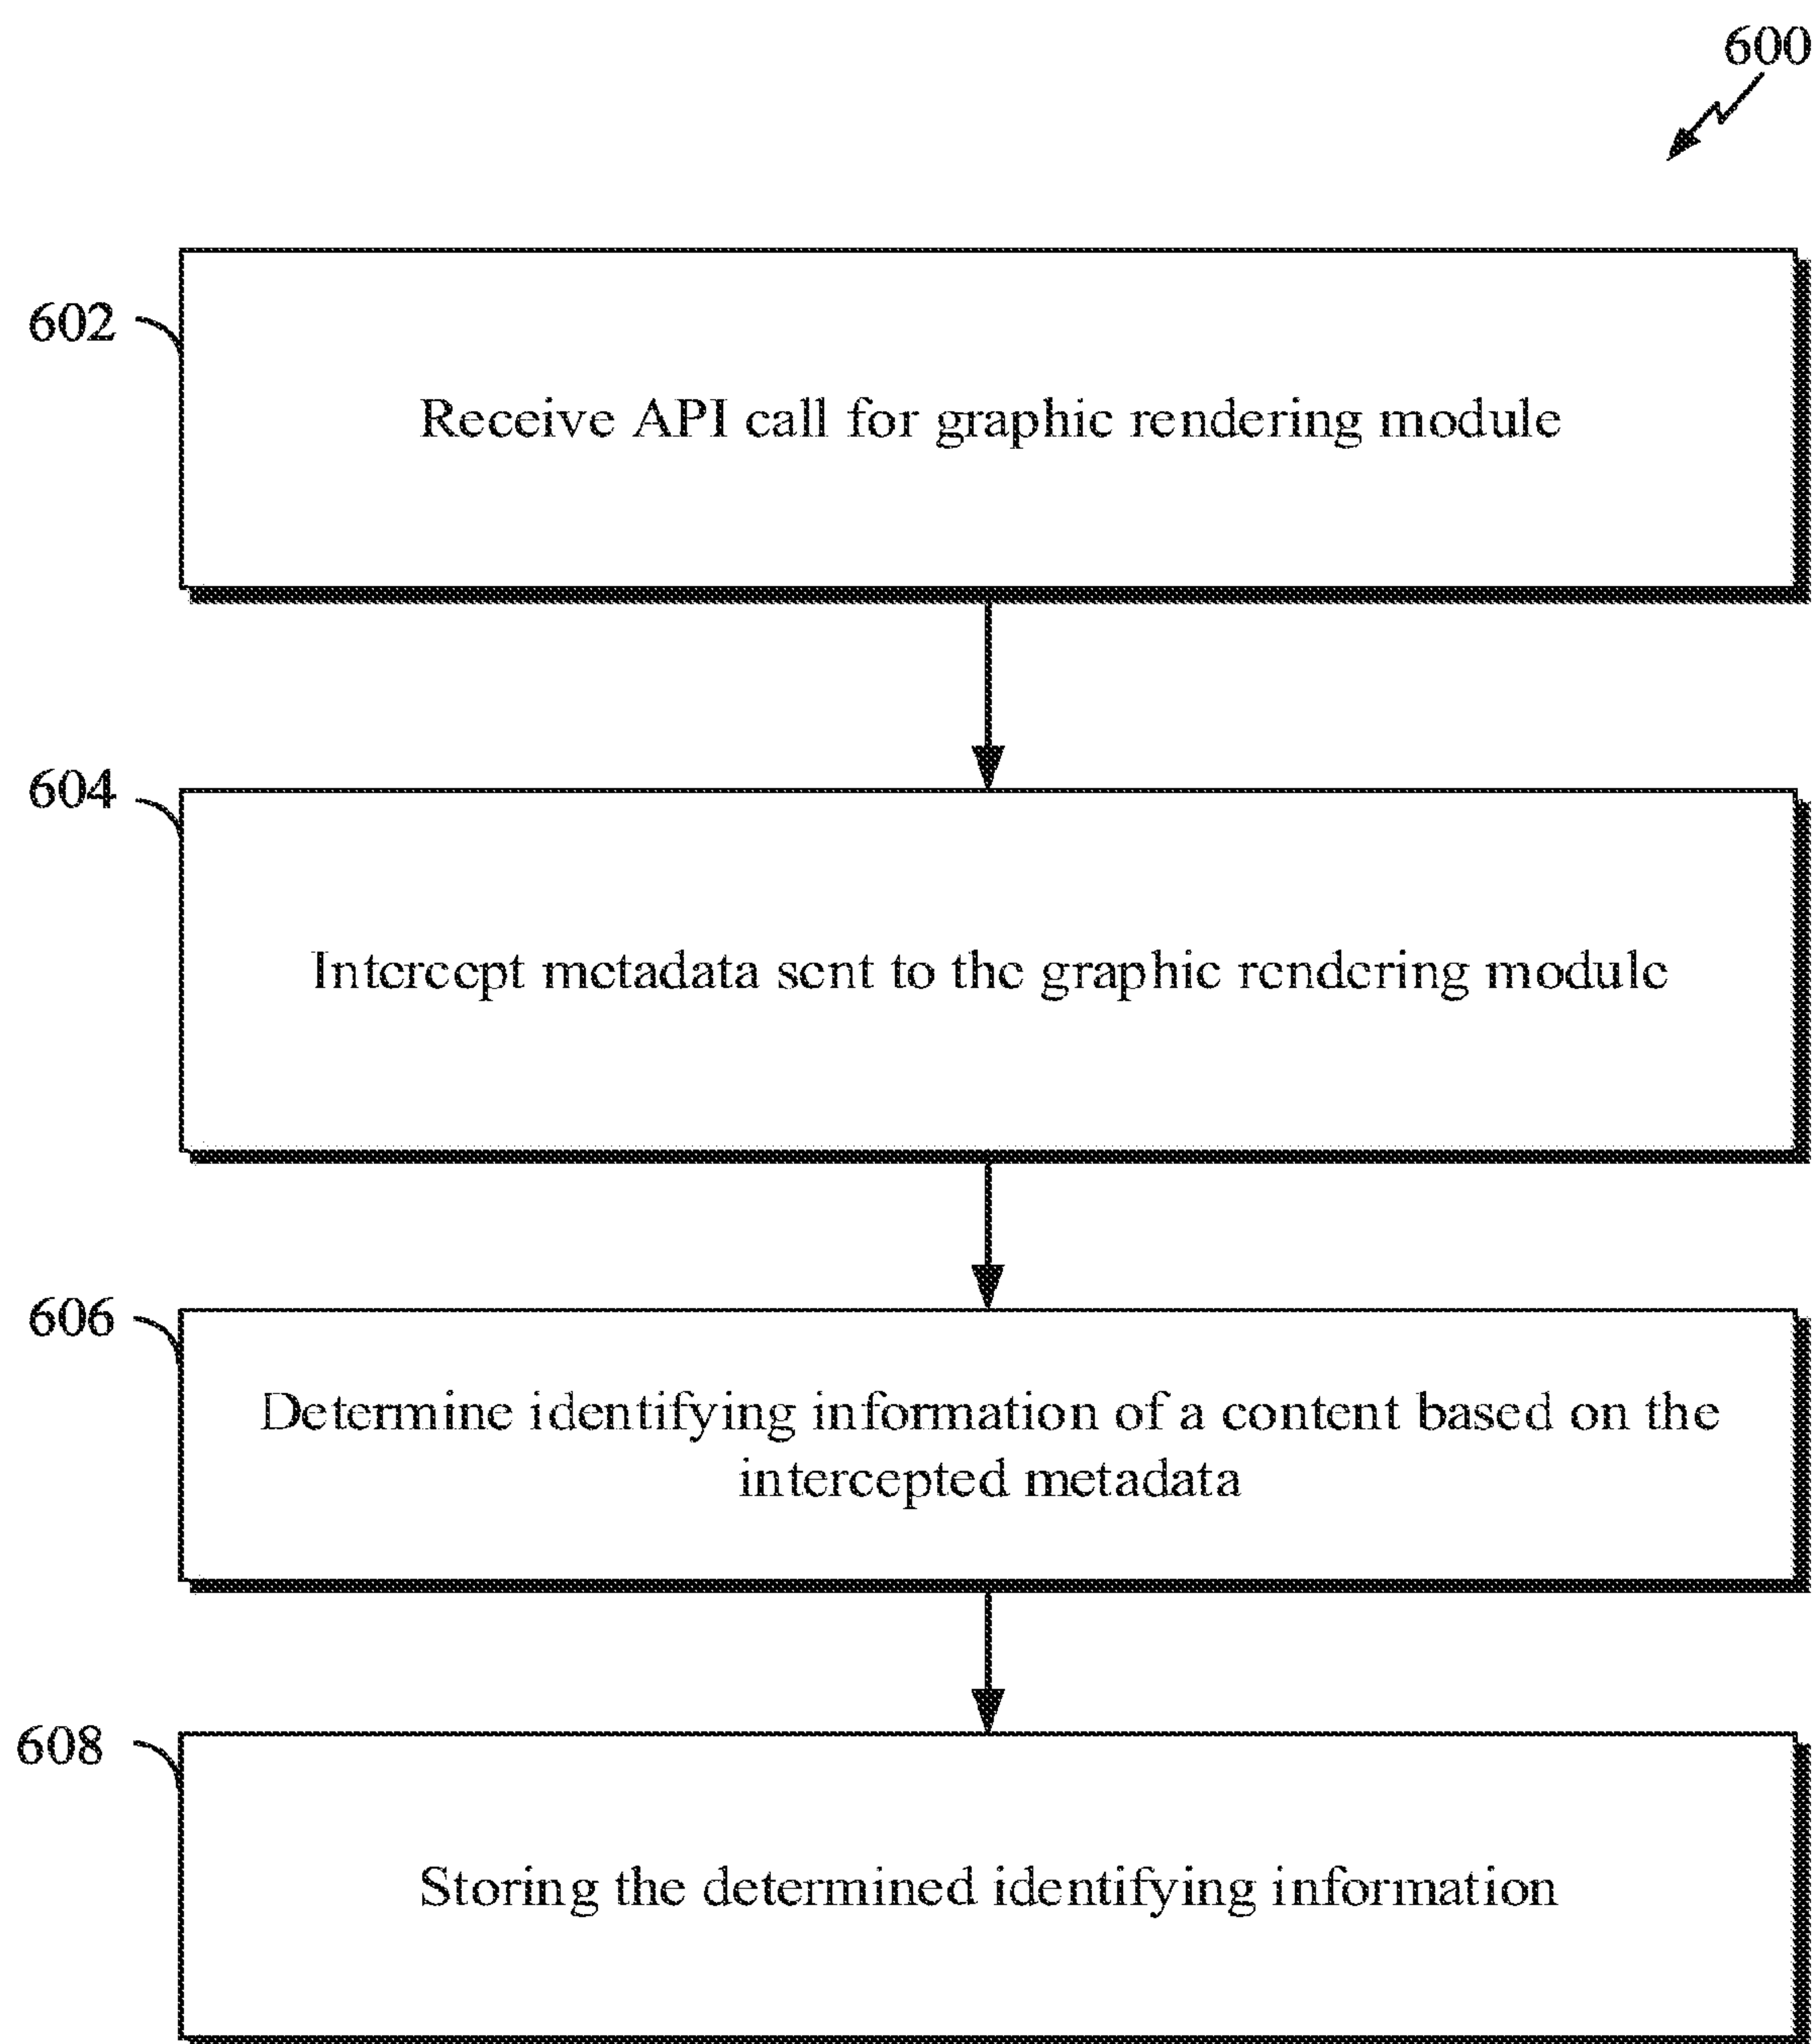 600
602
Receive API call for graphic rendering module
604
Intercept metadata sent to the graphic rendering module
606
Determine identifying information of a content based on the
intercepted metadata
608
Storing the determined identifying information